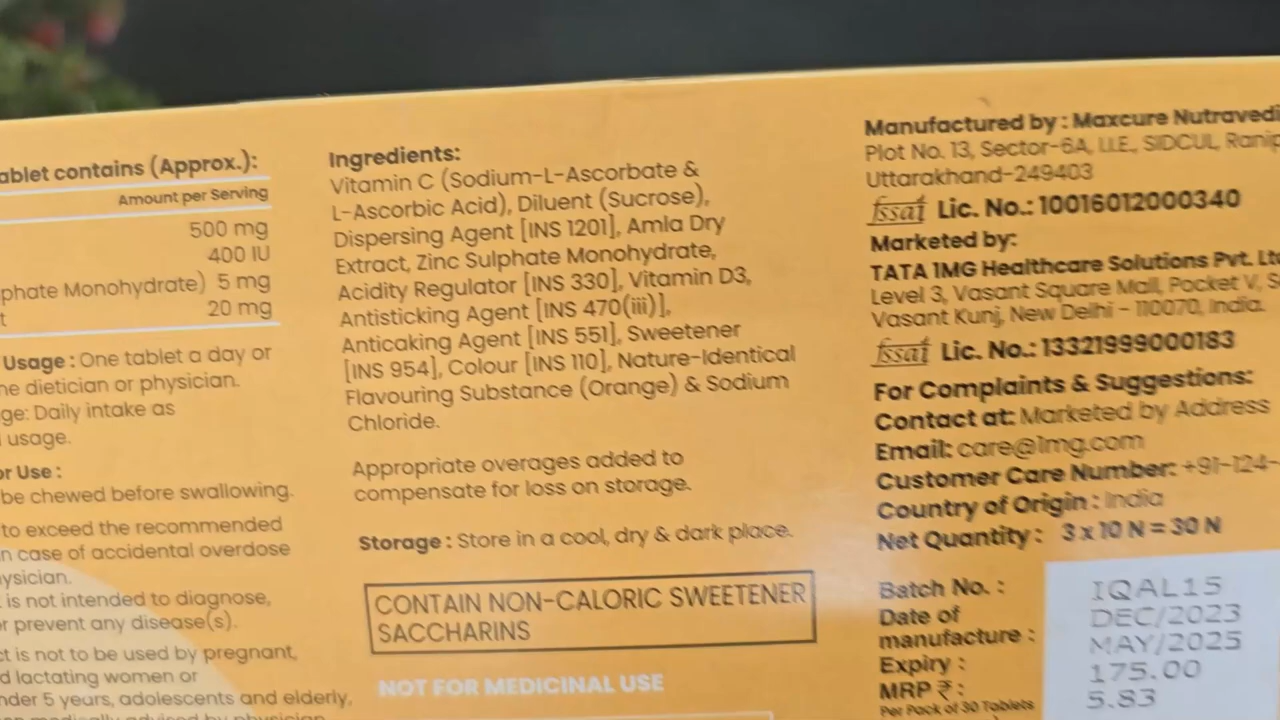 ablet contains (Approx.):
Amount per Serving
500 mg
400 IU
phate Monohydrate) 5 mg
t 20 mg
Usage : One tablet a day or
ne dietician or physician.
ge: Daily intake as
usage.
or Use :
be chewed before swallowing.
to exceed the recommended
n case of accidental overdose
ysician.
is not intended to diagnose,
or prevent any disease(s).
ct is not to be used by pregnant,
d lactating women or
nder 5 years, adolescents and elderly,
medically advised by physician
Ingredients:
Vitamin C (Sodium-L-Ascorbate &
L-Ascorbic Acid), Diluent (Sucrose),
Dispersing Agent [INS 1201], Amla Dry
Extract, Zinc Sulphate Monohydrate,
Acidity Regulator [INS 330], Vitamin D3,
Antisticking Agent [INS 470(iii)],
Anticaking Agent [INS 551], Sweetener
[INS 954], Colour [INS 110], Nature-Identical
Flavouring Substance (Orange) & Sodium
Chloride.
Appropriate overages added to
compensate for loss on storage.
Storage : Store in a cool, dry & dark place.
CONTAIN NON-CALORIC SWEETENER
SACCHARINS
NOT FOR MEDICINAL USE
Manufactured by : Maxcure Nutravedi
Plot No. 13, Sector-6A, I.I.E., SIDCUL, Ranip
Uttarakhand-249403
fssai Lic. No.: 10016012000340
Marketed by:
TATA 1MG Healthcare Solutions Pvt. Lt
Level 3, Vasant Square Mall, Pocket V, S
Vasant Kunj, New Delhi - 110070, India.
fssai Lic. No.: 13321999000183
For Complaints & Suggestions:
Contact at: Marketed by Address
Email: care@1mg.com
Customer Care Number: +91-124-
Country of Origin : India
Net Quantity : 3 x 10 N = 30 N
Batch No. : IQAL15
Date of DEC/2023
manufacture : MAY/2025
Expiry : 175.00
MRP ₹ : 5.83
Per Pack of 30 Tablets